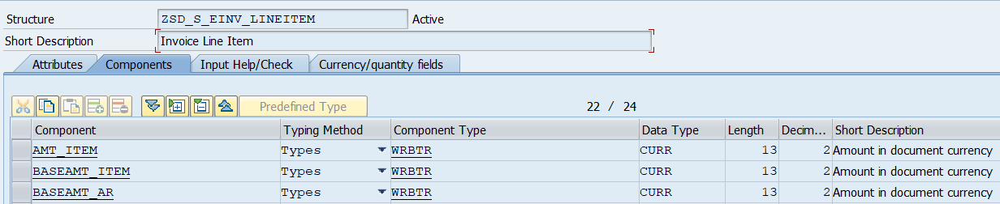 Structure ZSD_S_EINV_LINEITEM Active
Short Description Invoice Line Item
Attributes Components Input Help/Check Currency/quantity fields
Predefined Type 22 / 24
Component Typing Method Component Type Data Type Length Decim... Short Description
AMT_ITEM Types WRBTR CURR 13 2 Amount in document currency
BASEAMT_ITEM Types WRBTR CURR 13 2 Amount in document currency
BASEAMT_AR Types WRBTR CURR 13 2 Amount in document currency